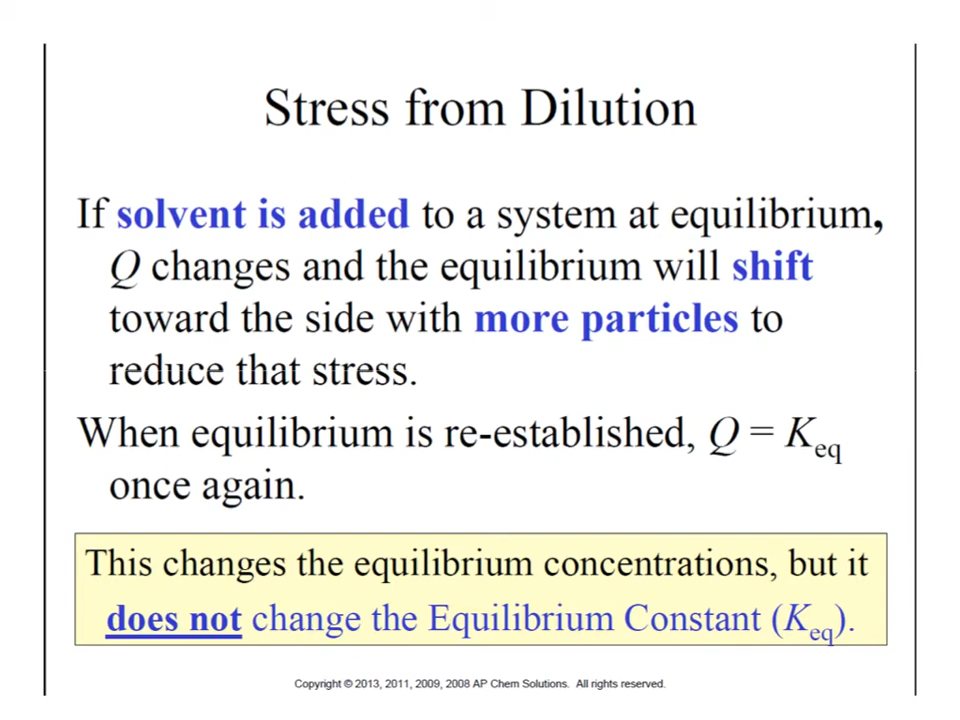 Stress from Dilution
If solvent is added to a system at equilibrium,
Q changes and the equilibrium will shift
toward the side with more particles to
reduce that stress.
When equilibrium is re-established, Q = Keq
once again.
This changes the equilibrium concentrations, but it
does not change the Equilibrium Constant (Keq).
Copyright © 2013, 2011, 2009, 2008 AP Chem Solutions. All rights reserved.